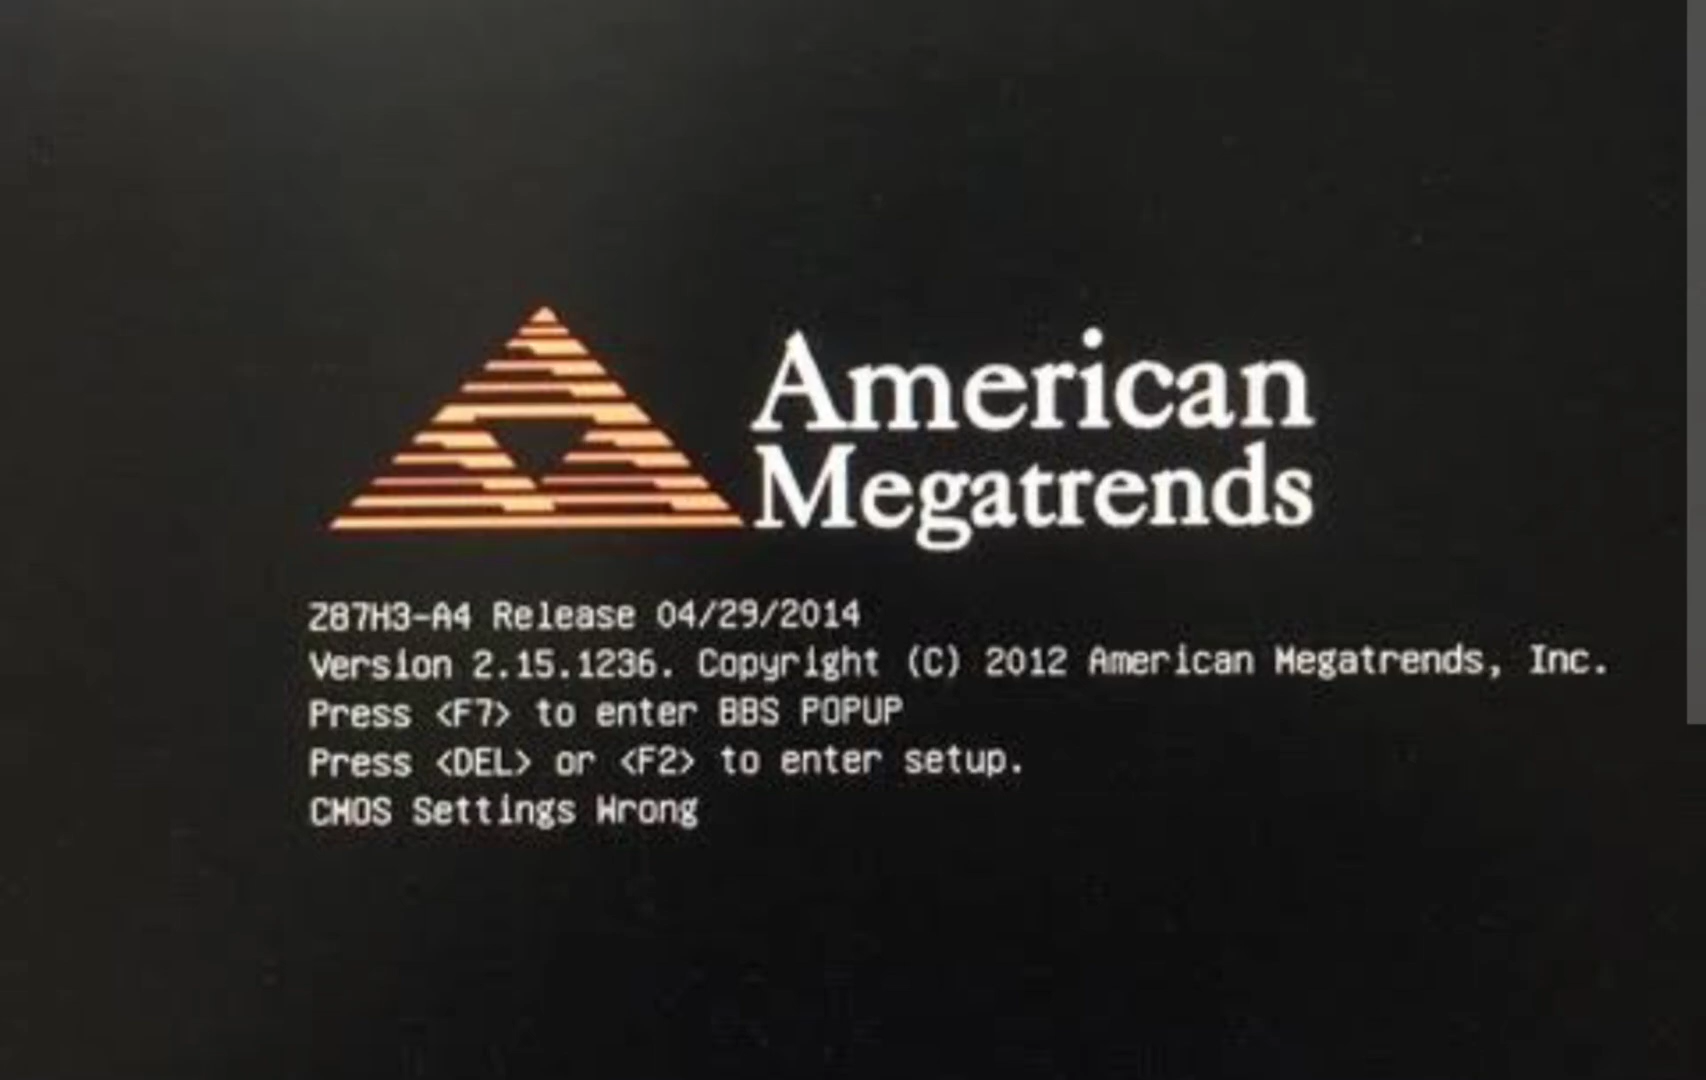 American
Megatrends
Z87H3-A4 Release 04/29/2014
Version 2.15.1236. Copyright (C) 2012 American Megatrends, Inc.
Press <F7> to enter BBS POPUP
Press <DEL> or <F2> to enter setup.
CMOS Settings Wrong